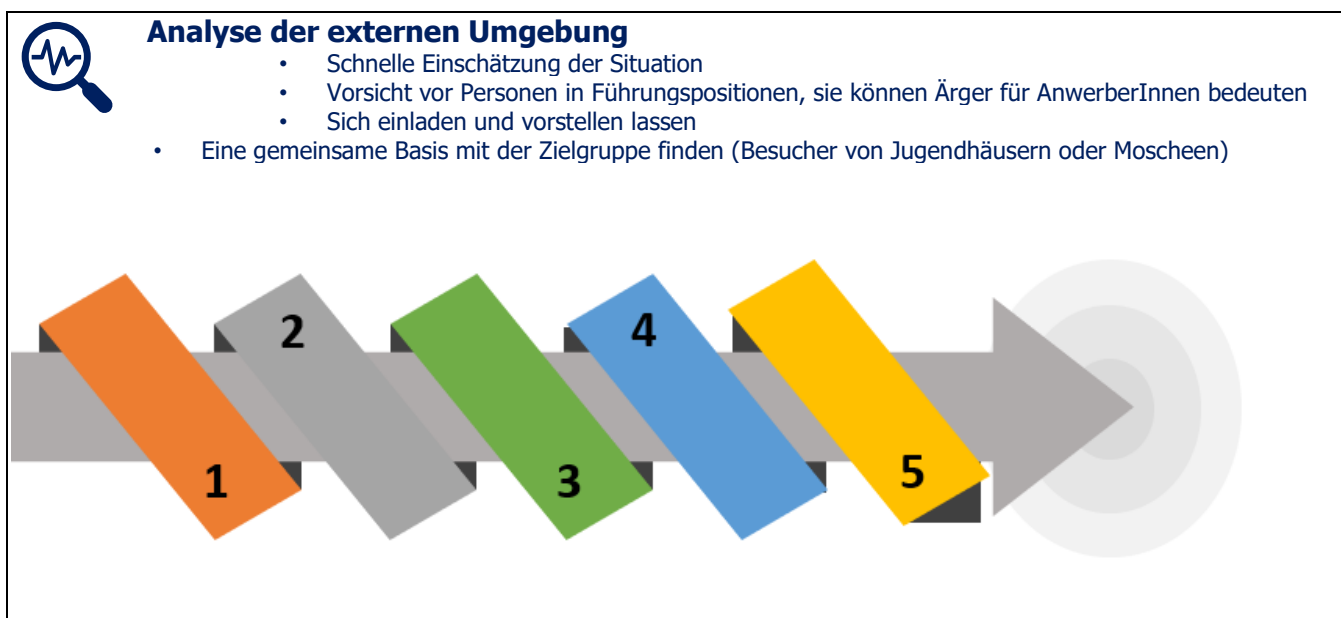 Analyse der externen Umgebung
• Schnelle Einschätzung der Situation
• Vorsicht vor Personen in Führungspositionen, sie können Ärger für AnwerberInnen bedeuten
• Sich einladen und vorstellen lassen
• Eine gemeinsame Basis mit der Zielgruppe finden (Besucher von Jugendhäusern oder Moscheen)
1
2
3
4
5